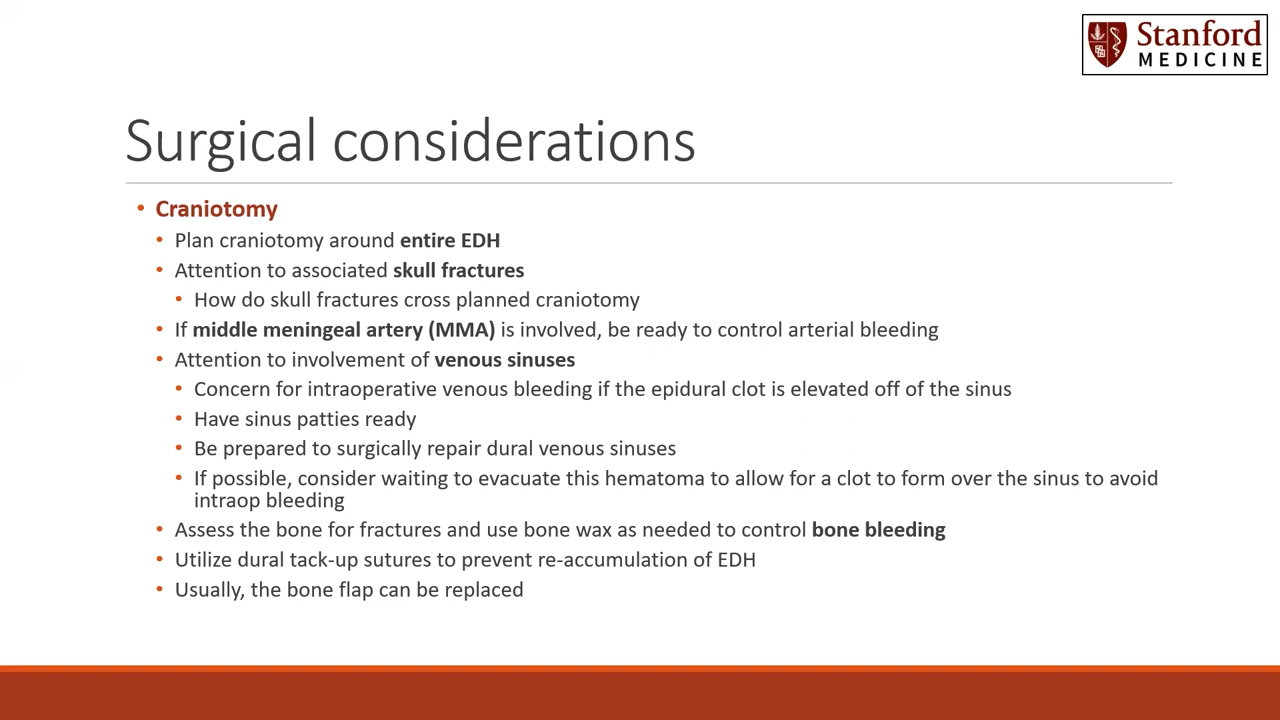 Stanford
MEDICINE
Surgical considerations
• Craniotomy
• Plan craniotomy around entire EDH
• Attention to associated skull fractures
• How do skull fractures cross planned craniotomy
• If middle meningeal artery (MMA) is involved, be ready to control arterial bleeding
• Attention to involvement of venous sinuses
• Concern for intraoperative venous bleeding if the epidural clot is elevated off of the sinus
• Have sinus patties ready
• Be prepared to surgically repair dural venous sinuses
• If possible, consider waiting to evacuate this hematoma to allow for a clot to form over the sinus to avoid
intraop bleeding
• Assess the bone for fractures and use bone wax as needed to control bone bleeding
• Utilize dural tack-up sutures to prevent re-accumulation of EDH
• Usually, the bone flap can be replaced